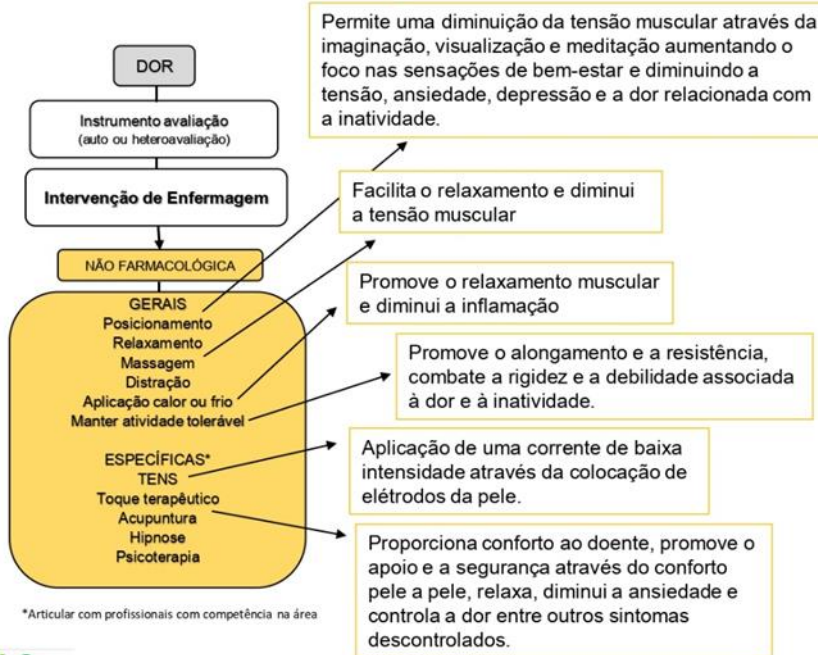 DOR
Instrumento avaliação
(auto ou heteroavaliação)
Intervenção de Enfermagem
NÃO FARMACOLÓGICA
GERAIS
Posicionamento
Relaxamento
Massagem
Distração
Aplicação calor ou frio
Manter atividade tolerável
ESPECÍFICAS*
TENS
Toque terapêutico
Acupuntura
Hipnose
Psicoterapia
*Articular com profissionais com competência na área
Permite uma diminuição da tensão muscular através da
imaginação, visualização e meditação aumentando o
foco nas sensações de bem-estar e diminuindo a
tensão, ansiedade, depressão e a dor relacionada com
a inatividade.
Facilita o relaxamento e diminui
a tensão muscular
Promove o relaxamento muscular
e diminui a inflamação
Promove o alongamento e a resistência,
combate a rigidez e a debilidade associada
à dor e à inatividade.
Aplicação de uma corrente de baixa
intensidade através da colocação de
elétrodos da pele.
Proporciona conforto ao doente, promove o
apoio e a segurança através do conforto
pele a pele, relaxa, diminui a ansiedade e
controla a dor entre outros sintomas
descontrolados.